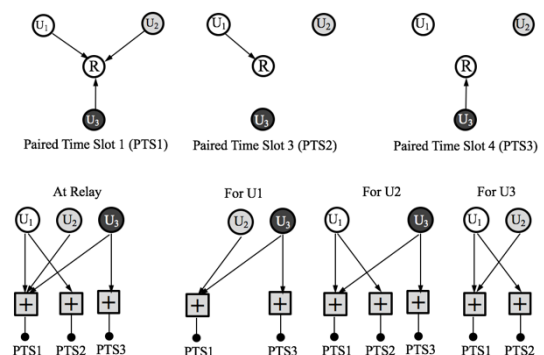 U1 U2 U1 U2 U1 U2
R R R
U3 U3 U3
Paired Time Slot 1 (PTS1) Paired Time Slot 3 (PTS2) Paired Time Slot 4 (PTS3)
At Relay For U1 For U2 For U3
U1 U2 U3 U2 U3 U1 U3 U1 U2
+ + + + + + + + + +
PTS1 PTS2 PTS3 PTS1 PTS3 PTS1 PTS2 PTS3 PTS1 PTS2